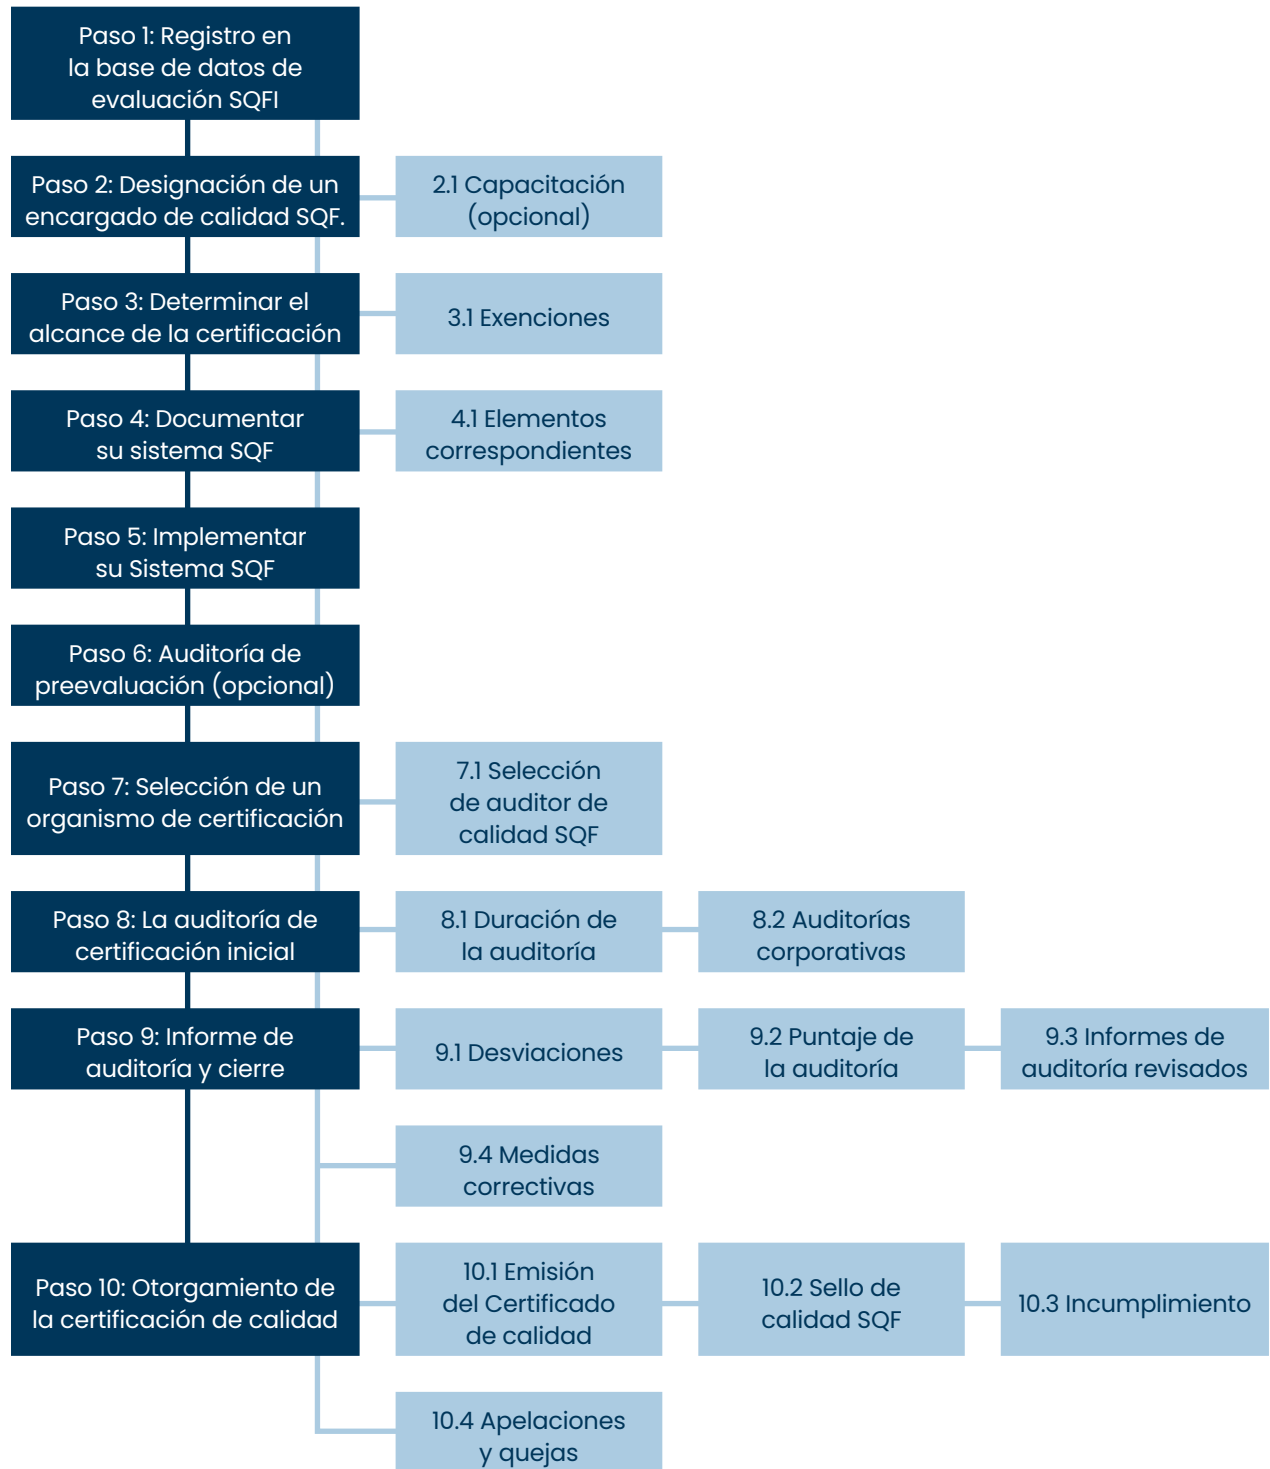 Paso 1: Registro en
la base de datos de
evaluación SQFI
Paso 2: Designación de un
encargado de calidad SQF.
2.1 Capacitación
(opcional)
Paso 3: Determinar el
alcance de la certificación
3.1 Exenciones
Paso 4: Documentar
su sistema SQF
4.1 Elementos
correspondientes
Paso 5: Implementar
su Sistema SQF
Paso 6: Auditoría de
preevaluación (opcional)
Paso 7: Selección de un
organismo de certificación
7.1 Selección
de auditor de
calidad SQF
Paso 8: La auditoría de
certificación inicial
8.1 Duración de
la auditoría
8.2 Auditorías
corporativas
Paso 9: Informe de
auditoría y cierre
9.1 Desviaciones
9.2 Puntaje de
la auditoría
9.3 Informes de
auditoría revisados
9.4 Medidas
correctivas
Paso 10: Otorgamiento de
la certificación de calidad
10.1 Emisión
del Certificado
de calidad
10.2 Sello de
calidad SQF
10.3 Incumplimiento
10.4 Apelaciones
y quejas